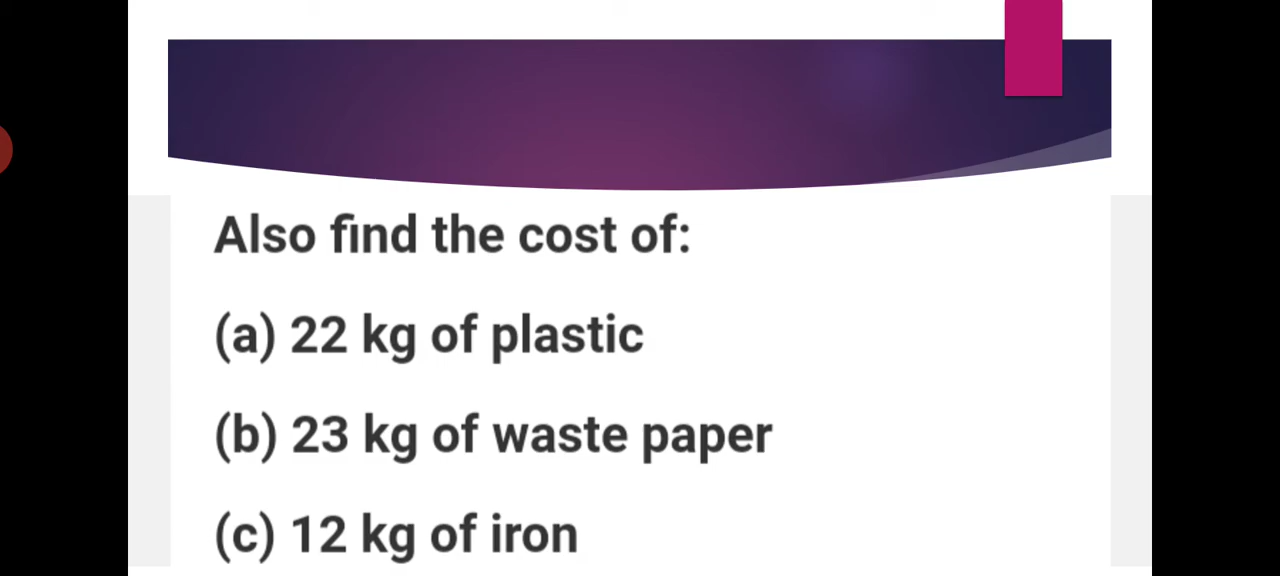 Also find the cost of:
(a) 22 kg of plastic
(b) 23 kg of waste paper
(c) 12 kg of iron